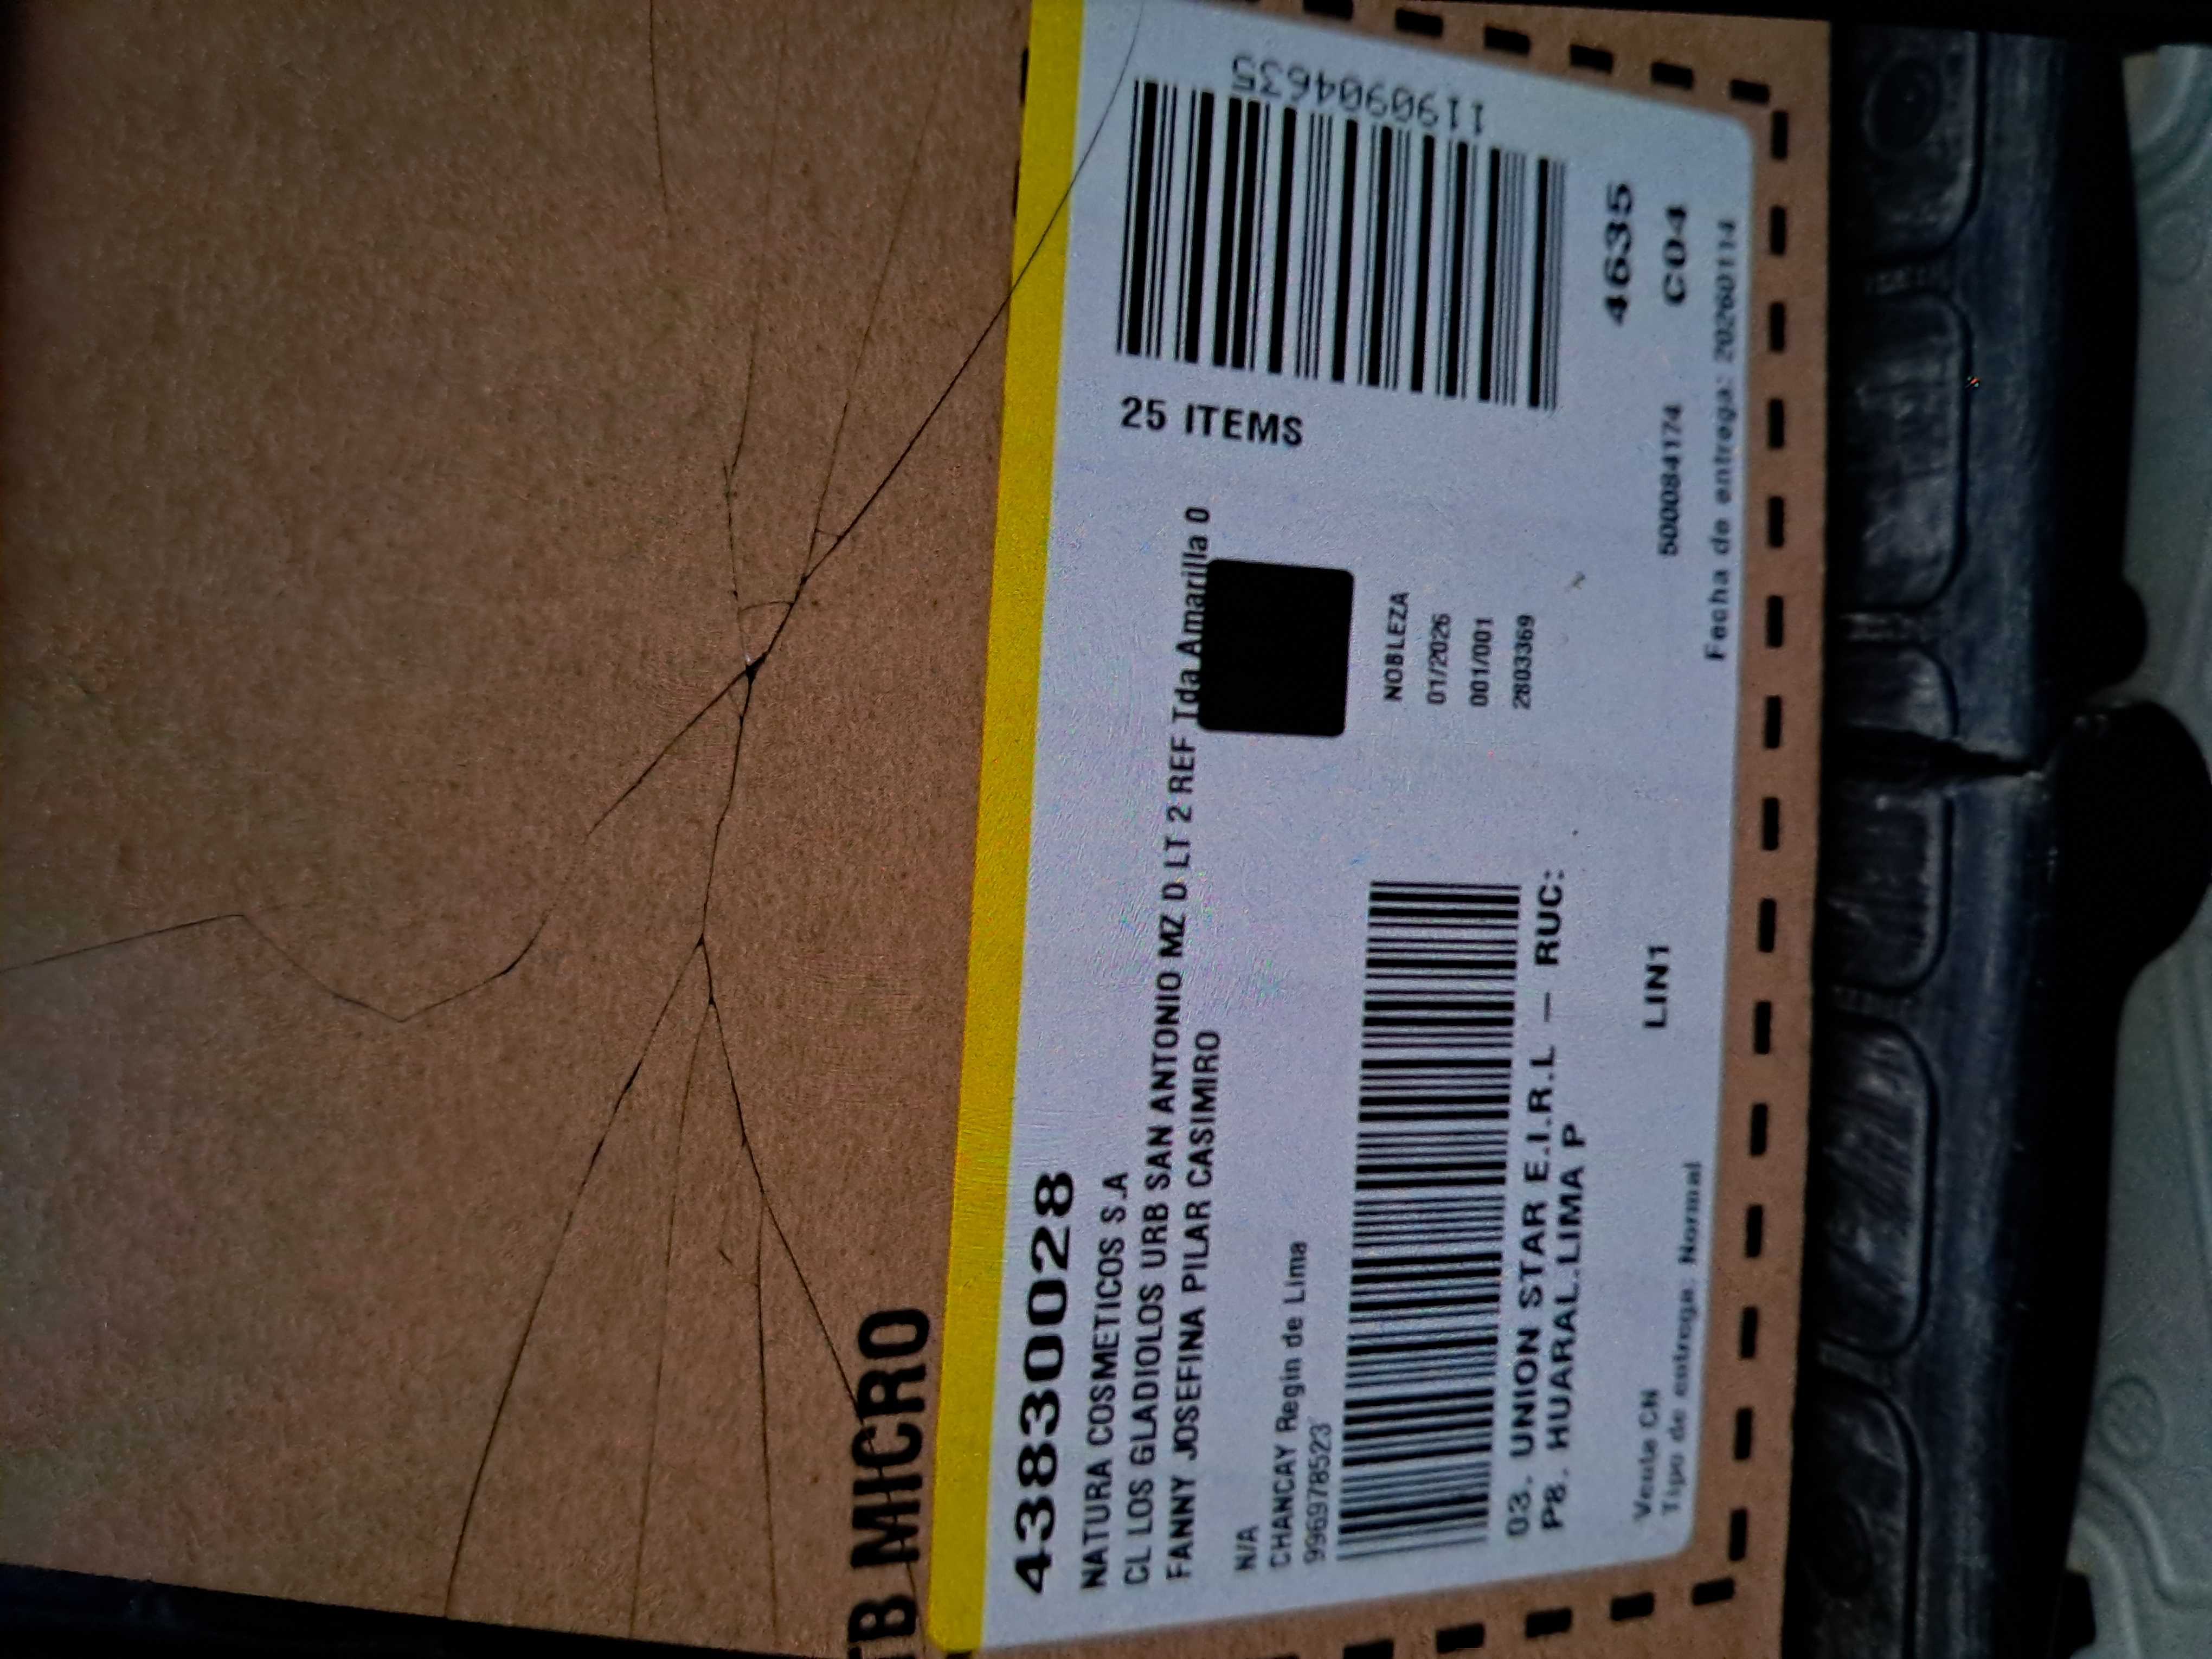 TB MICRO
43830028
NATURA COSMETICOS S.A
CL LOS GLADIOLOS URB SAN ANTONIO MZ D LT 2 REF Tda Amarilla 0
FANNY JOSEFINA PILAR CASIMIRO
N/A
CHANCAY Regin de Lima
996978523
25 ITEMS
1190904635
NOBLEZA
01/2026
001/001
2803369
03. UNION STAR E.I.R.L — RUC:
P8. HUARAL.LIMA P
4635
LIN1
C04
Venta CN
500084174
Tipo de entrega: Normal
Fecha de entrega: 20260114